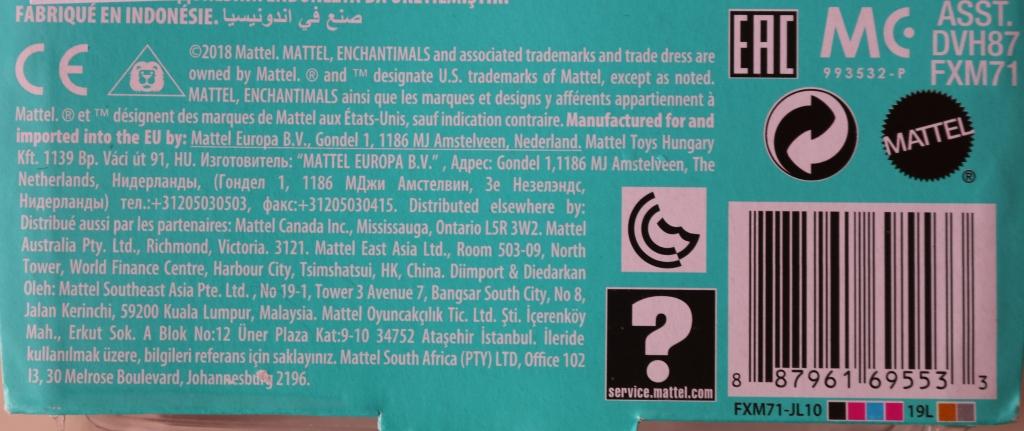 FABRIQUÉ EN INDONÉSIE. صنع في اندونيسيا
CE
©2018 Mattel. MATTEL, ENCHANTIMALS and associated trademarks and trade dress are
owned by Mattel. ® and ™ designate U.S. trademarks of Mattel, except as noted.
MATTEL, ENCHANTIMALS ainsi que les marques et designs y afférents appartiennent à
Mattel. ® et ™ désignent des marques de Mattel aux États-Unis, sauf indication contraire. Manufactured for and
imported into the EU by: Mattel Europa B.V., Gondel 1, 1186 MJ Amstelveen, Nederland. Mattel Toys Hungary
Kft. 1139 Bp. Váci út 91, HU. Изготовитель: "MATTEL EUROPA B.V." , Адрес: Gondel 1,1186 MJ Amstelveen, The
Netherlands, Нидерланды, (Гондел 1, 1186 МДжи Амстелвин, Зе Незелэндс,
Нидерланды) тел.:+31205030503, факс:+31205030415. Distributed elsewhere by:
Distribué aussi par les partenaires: Mattel Canada Inc., Mississauga, Ontario L5R 3W2. Mattel
Australia Pty. Ltd., Richmond, Victoria. 3121. Mattel East Asia Ltd., Room 503-09, North
Tower, World Finance Centre, Harbour City, Tsimshatsui, HK, China. Diimport & Diedarkan
Oleh: Mattel Southeast Asia Pte. Ltd. , No 19-1, Tower 3 Avenue 7, Bangsar South City, No 8,
Jalan Kerinchi, 59200 Kuala Lumpur, Malaysia. Mattel Oyuncakçılık Tic. Ltd. Şti. İçerenköy
Mah., Erkut Sok. A Blok No:12 Üner Plaza Kat:9-10 34752 Ataşehir İstanbul. İleride
kullanılmak üzere, bilgileri referans için saklayınız. Mattel South Africa (PTY) LTD, Office 102
I3, 30 Melrose Boulevard, Johannesburg 2196.
EAC
MC
993532-P
ASST.
DVH87
FXM71
MATTEL
®
?
service.mattel.com
8 87961 69553 3
FXM71-JL10 19L